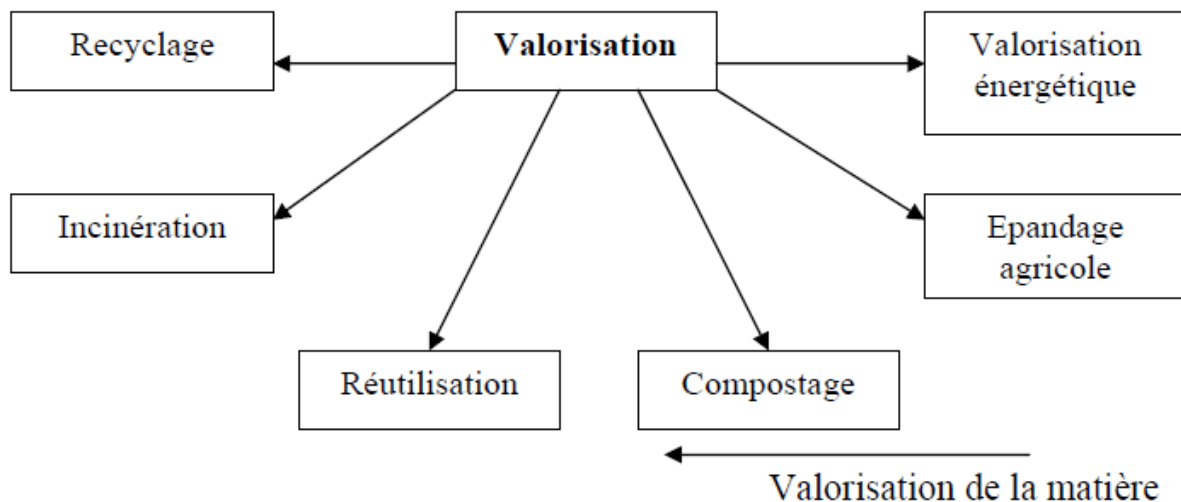 Recyclage
Valorisation
Valorisation
énergétique
Incinération
Epandage
agricole
Réutilisation
Compostage
Valorisation de la matière